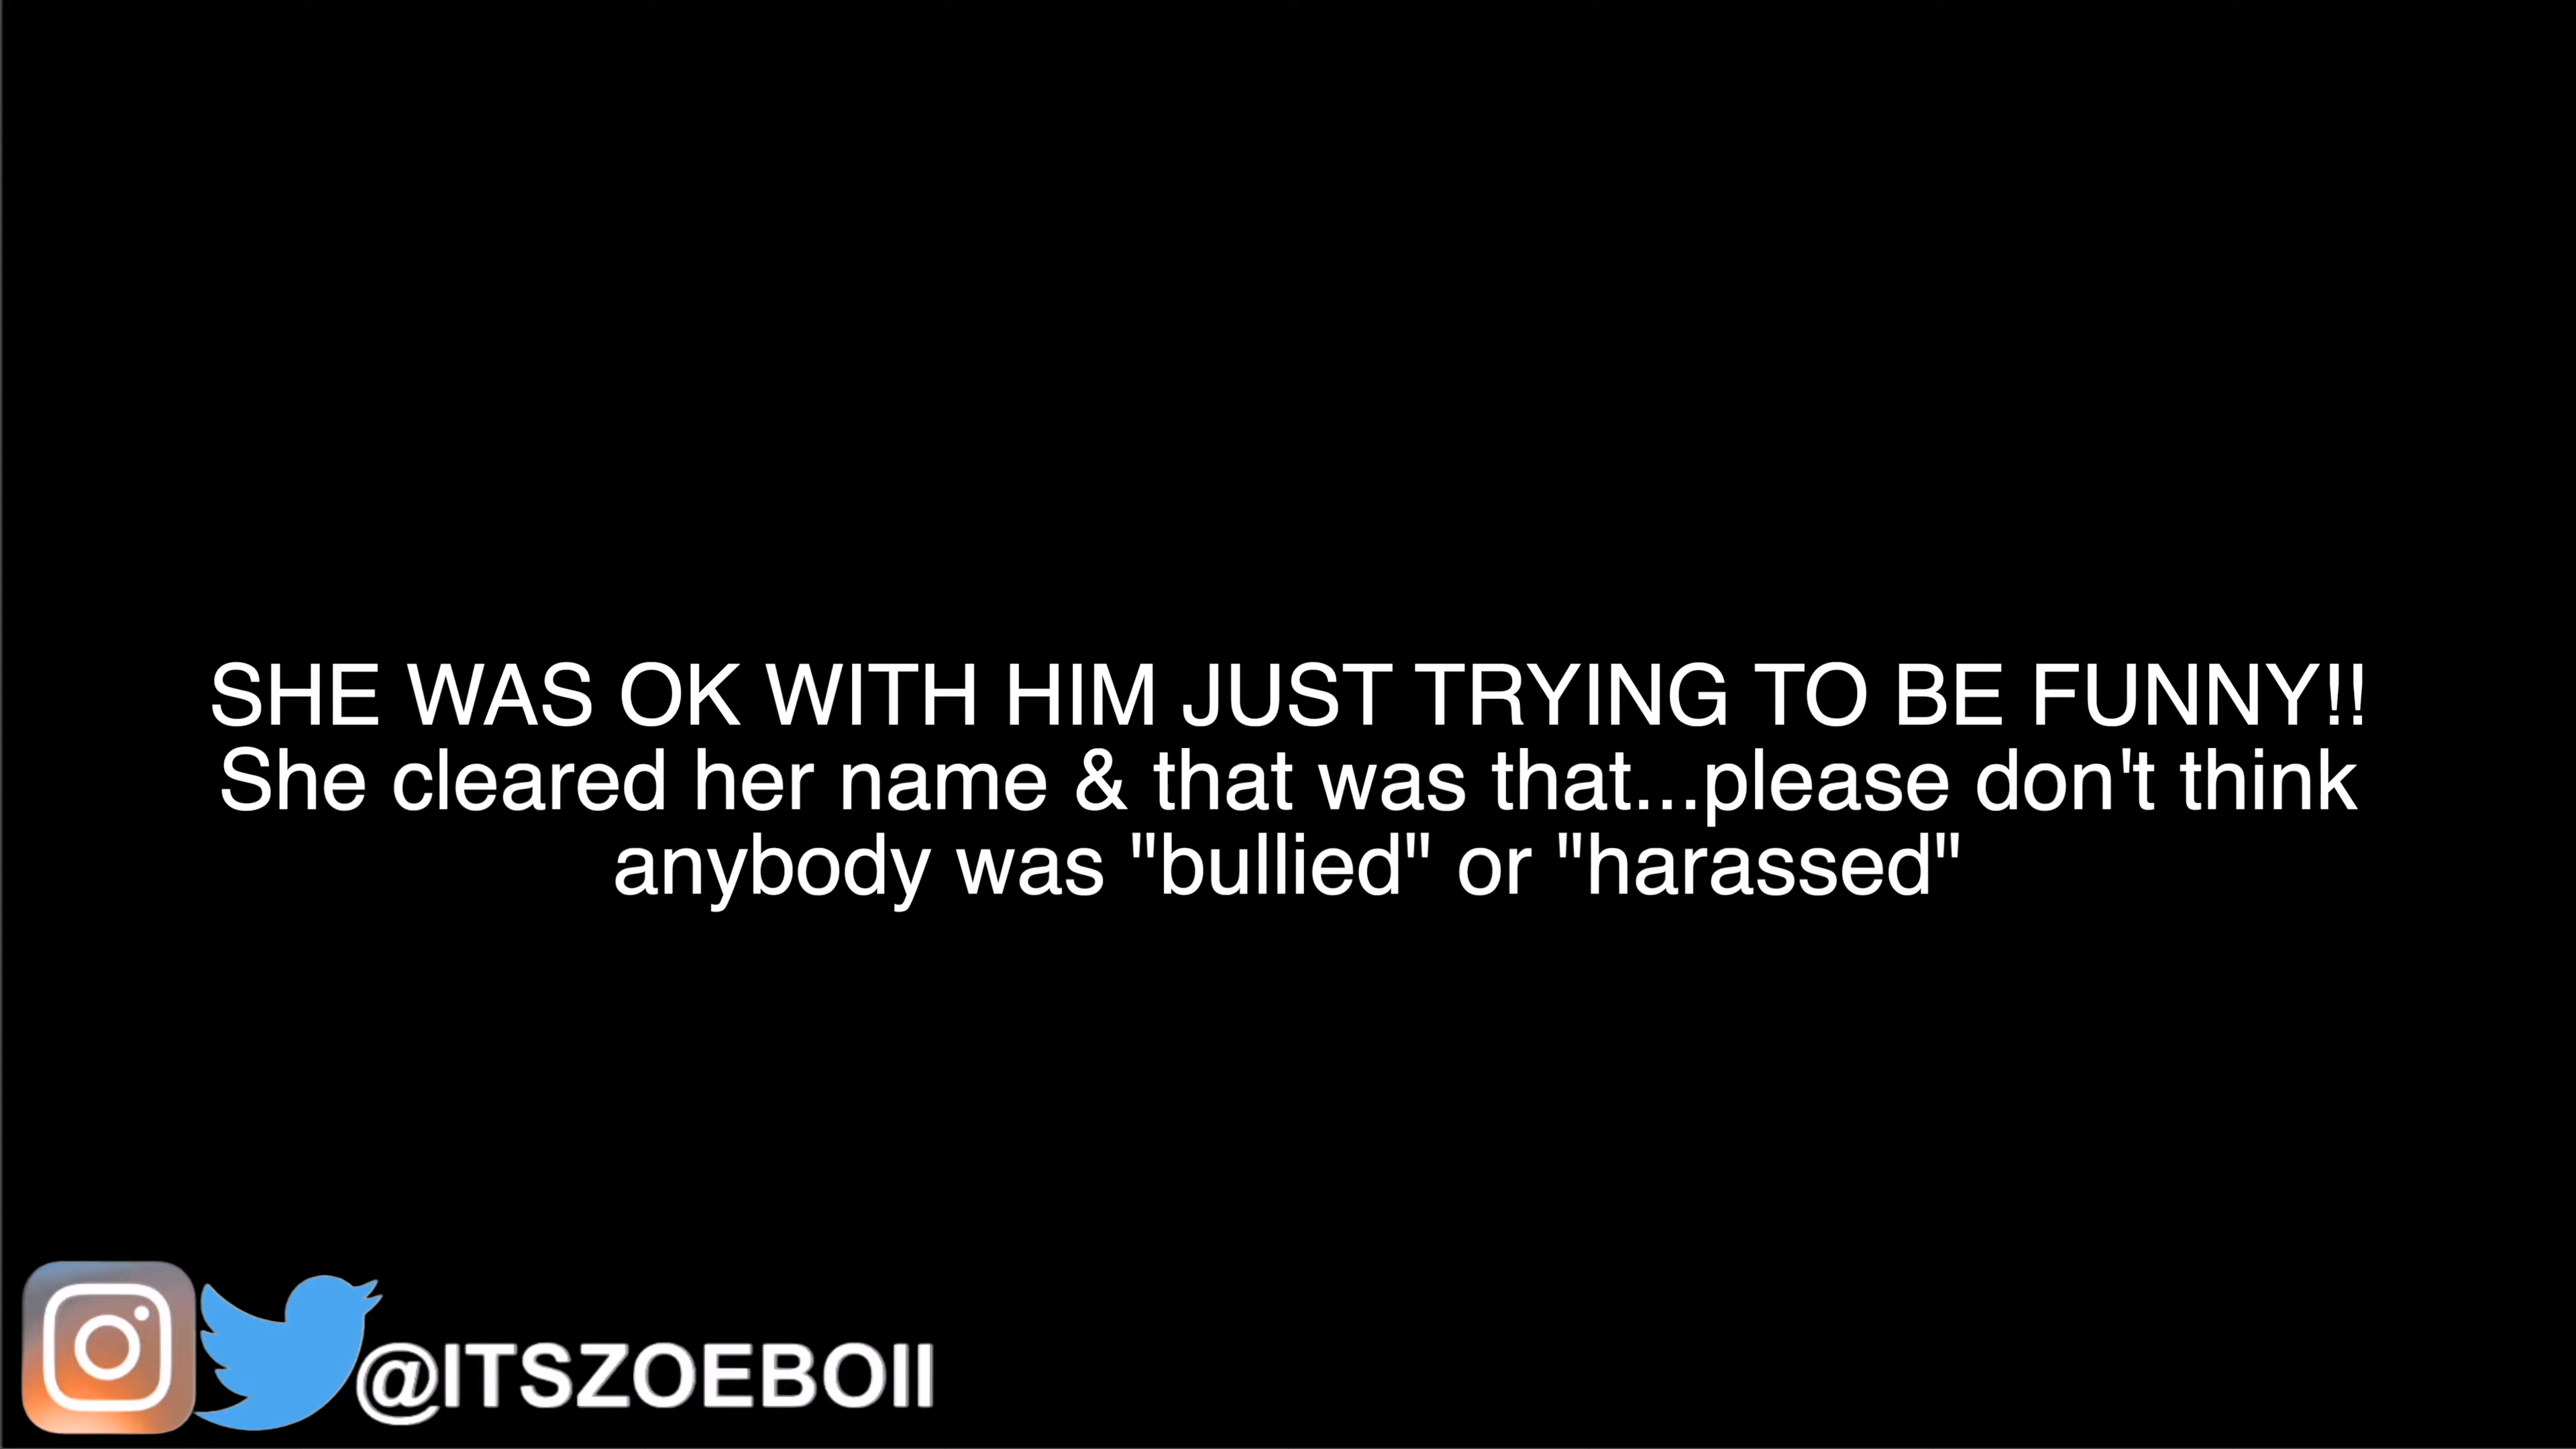 SHE WAS OK WITH HIM JUST TRYING TO BE FUNNY!!
She cleared her name & that was that...please don't think
anybody was "bullied" or "harassed"
@ITSZOEBOII